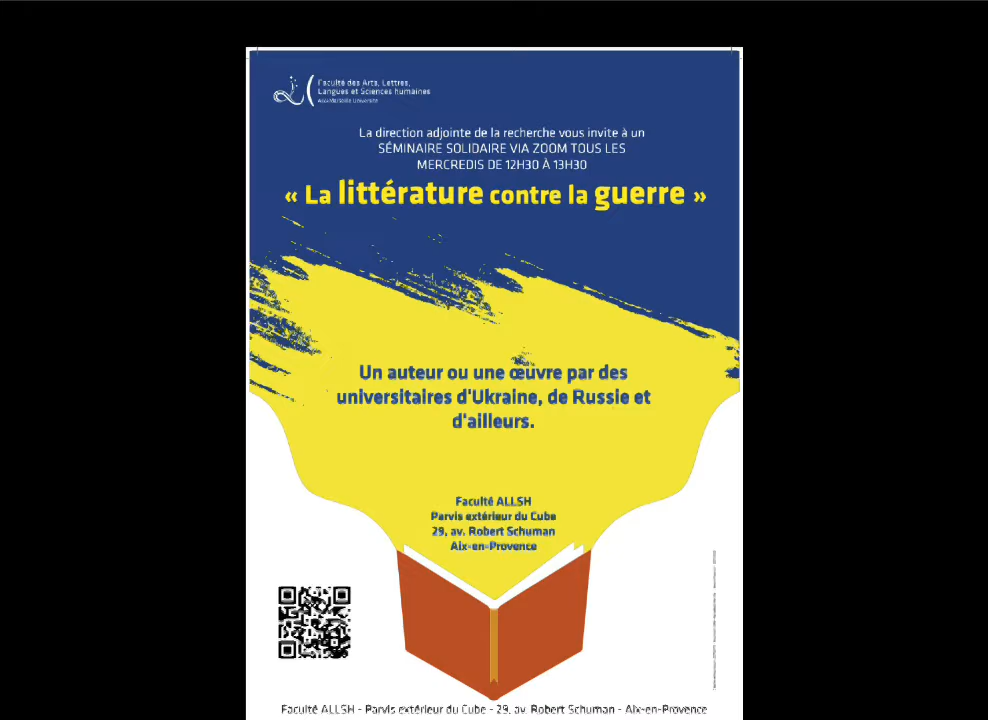 Faculté des Arts, Lettres,
Langues et Sciences humaines
Aix-Marseille Université
La direction adjointe de la recherche vous invite à un
SÉMINAIRE SOLIDAIRE VIA ZOOM TOUS LES
MERCREDIS DE 12H30 À 13H30
« La littérature contre la guerre »
Un auteur ou une œuvre par des
universitaires d'Ukraine, de Russie et
d'ailleurs.
Faculté ALLSH
Parvis extérieur du Cube
29, av. Robert Schuman
Aix-en-Provence
Faculté ALLSH - Parvis extérieur du Cube - 29, av. Robert Schuman - Aix-en-Provence